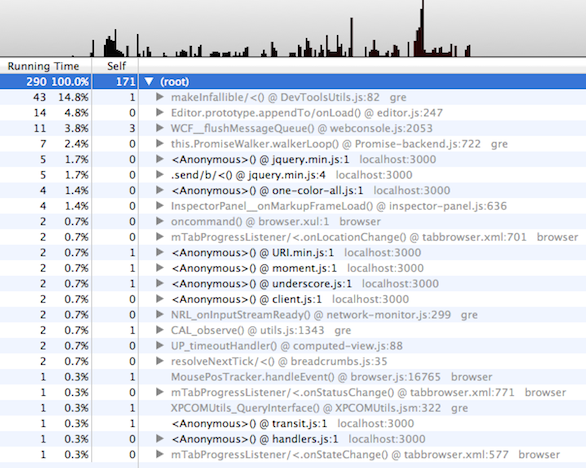 Running Time Self
290 100.0% 171 (root)
43 14.8% 1 makeInfallible/<() @ DevToolsUtils.js:82 gre
14 4.8% 0 Editor.prototype.appendTo/onLoad() @ editor.js:247
11 3.8% 3 WCF__flushMessageQueue() @ webconsole.js:2053
7 2.4% 0 this.PromiseWalker.walkerLoop() @ Promise-backend.js:722 gre
5 1.7% 1 <Anonymous>() @ jquery.min.js:1 localhost:3000
5 1.7% 0 .send/b/<() @ jquery.min.js:4 localhost:3000
4 1.4% 0 <Anonymous>() @ one-color-all.js:1 localhost:3000
4 1.4% 0 InspectorPanel__onMarkupFrameLoad() @ inspector-panel.js:636
2 0.7% 0 oncommand() @ browser.xul:1 browser
2 0.7% 0 mTabProgressListener/<.onLocationChange() @ tabbrowser.xml:701 browser
2 0.7% 1 <Anonymous>() @ URI.min.js:1 localhost:3000
2 0.7% 1 <Anonymous>() @ moment.js:1 localhost:3000
2 0.7% 1 <Anonymous>() @ underscore.js:1 localhost:3000
2 0.7% 0 <Anonymous>() @ client.js:1 localhost:3000
2 0.7% 0 NRL_onInputStreamReady() @ network-monitor.js:299 gre
2 0.7% 1 CAL_observe() @ utils.js:1343 gre
2 0.7% 0 UP_timeoutHandler() @ computed-view.js:88
2 0.7% 0 resolveNextTick/<() @ breadcrumbs.js:35
1 0.3% 1 MousePosTracker.handleEvent() @ browser.js:16765 browser
1 0.3% 0 mTabProgressListener/<.onStatusChange() @ tabbrowser.xml:771 browser
1 0.3% 1 XPCOMUtils_QueryInterface() @ XPCOMUtils.jsm:322 gre
1 0.3% 1 <Anonymous>() @ transit.js:1 localhost:3000
1 0.3% 0 <Anonymous>() @ handlers.js:1 localhost:3000
1 0.3% 0 mTabProgressListener/<.onStateChange() @ tabbrowser.xml:577 browser